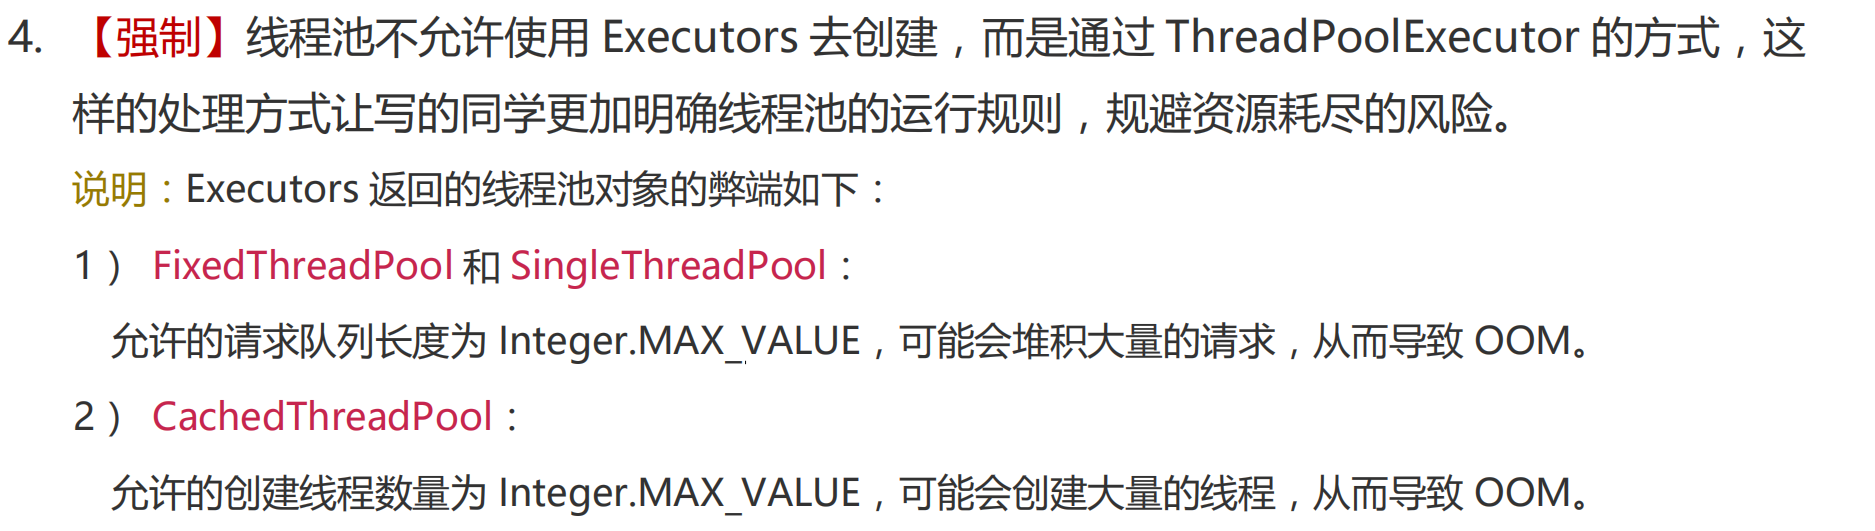 4. 【强制】线程池不允许使用 Executors 去创建，而是通过 ThreadPoolExecutor 的方式，这
样的处理方式让写的同学更加明确线程池的运行规则，规避资源耗尽的风险。
说明：Executors 返回的线程池对象的弊端如下：
1） FixedThreadPool 和 SingleThreadPool：
允许的请求队列长度为 Integer.MAX_VALUE，可能会堆积大量的请求，从而导致 OOM。
2） CachedThreadPool：
允许的创建线程数量为 Integer.MAX_VALUE，可能会创建大量的线程，从而导致 OOM。